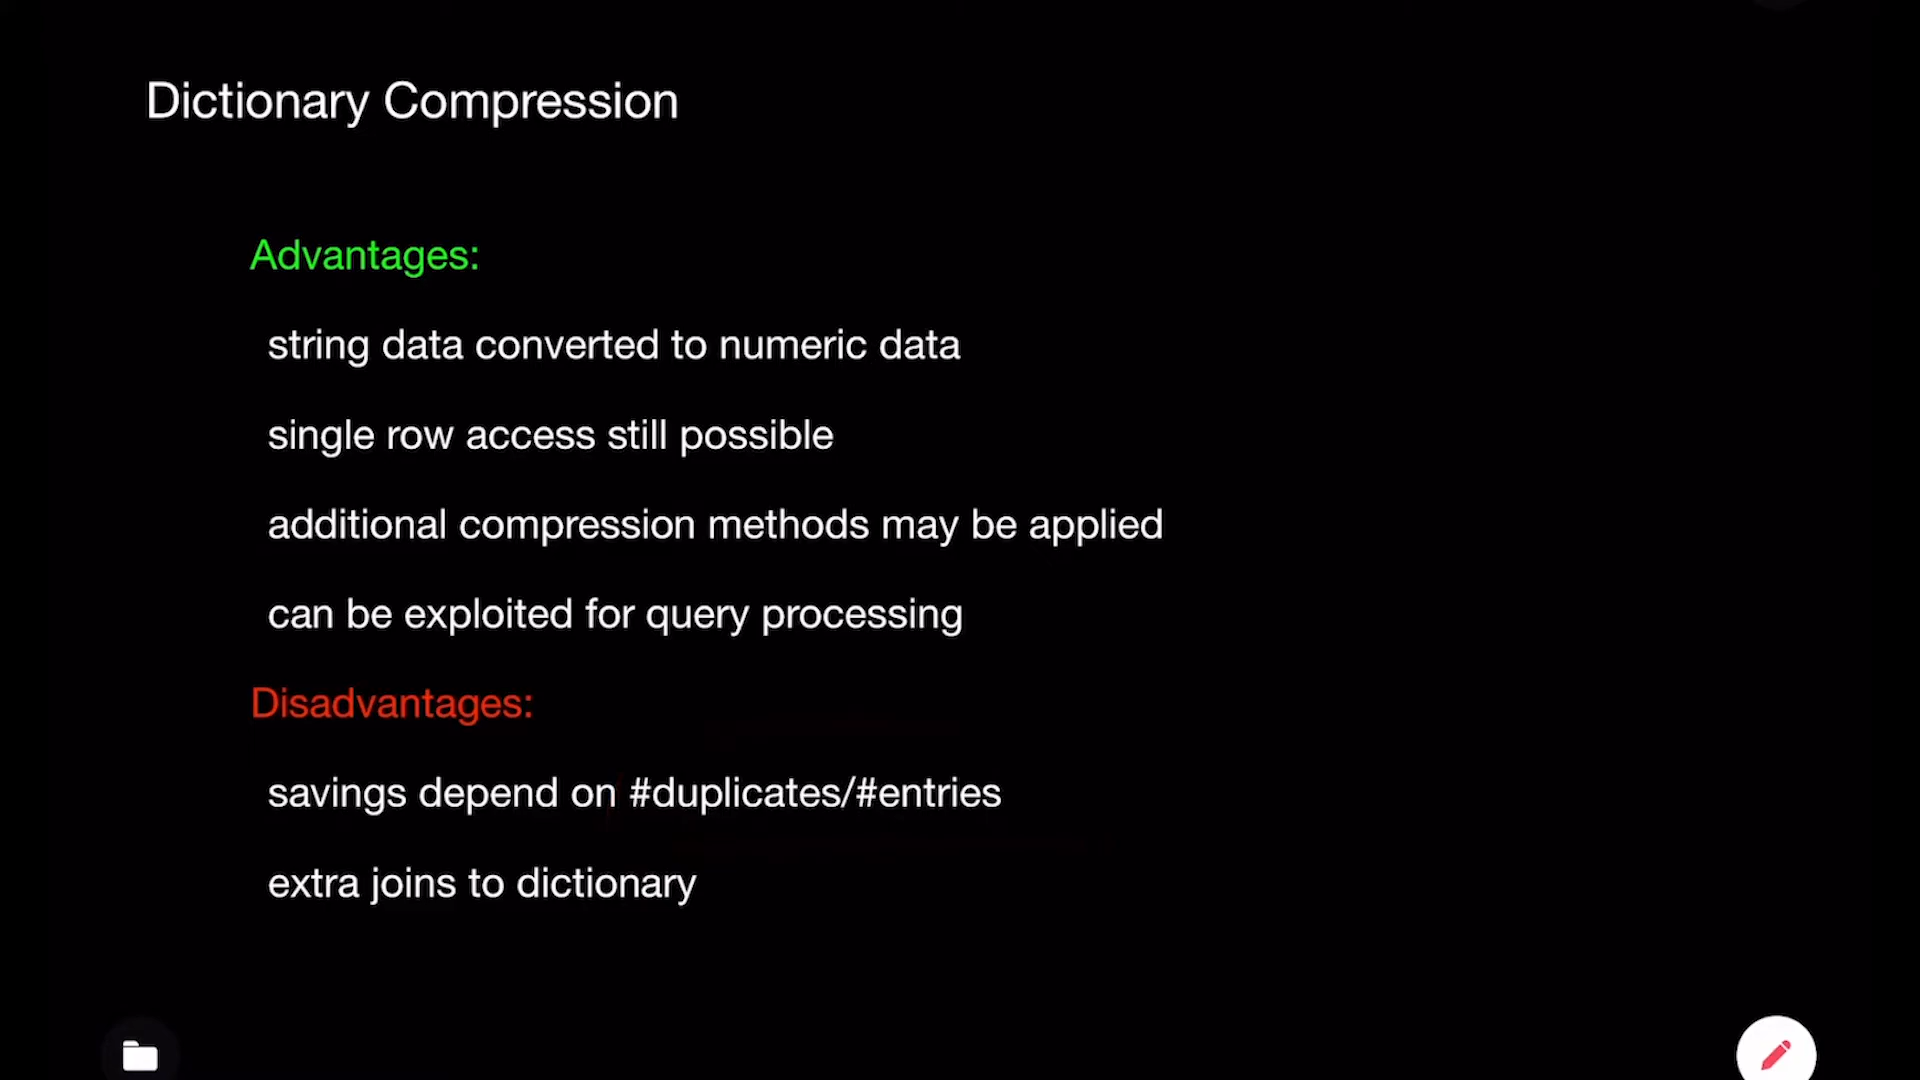 Dictionary Compression
Advantages:
string data converted to numeric data
single row access still possible
additional compression methods may be applied
can be exploited for query processing
Disadvantages:
savings depend on #duplicates/#entries
extra joins to dictionary